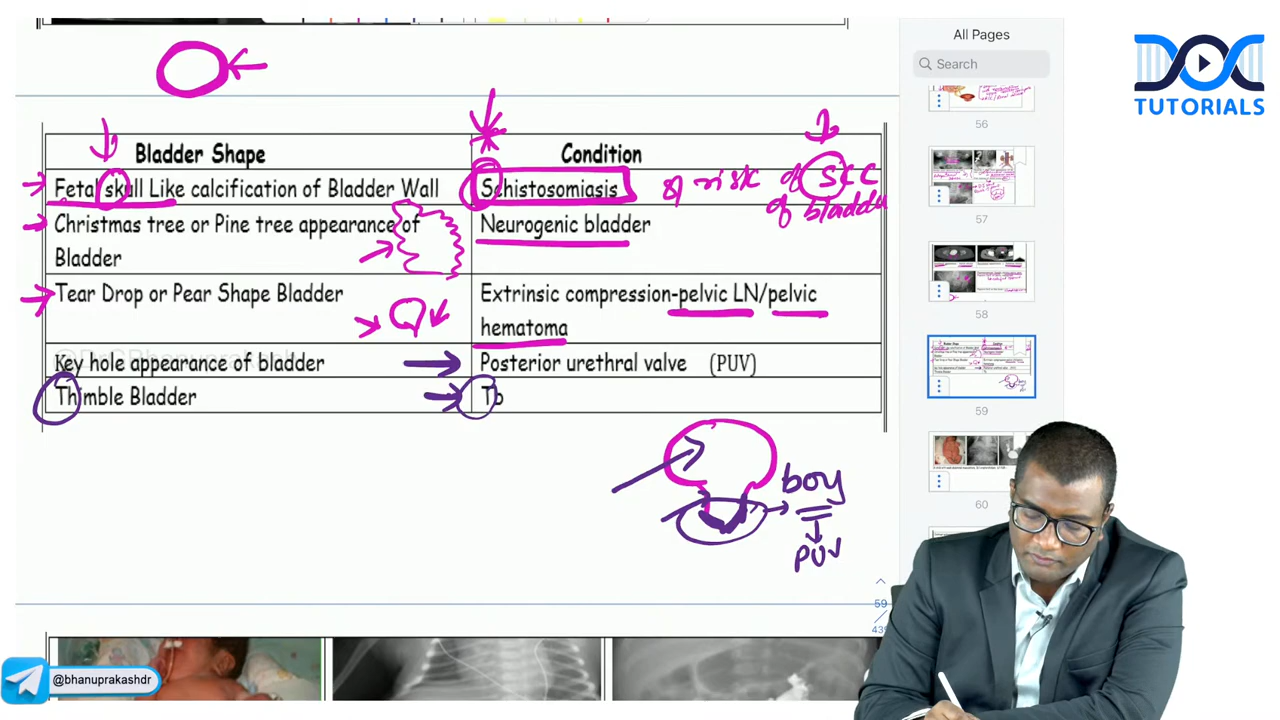 All Pages
Search
DOC
TUTORIALS
56
57
58
59
60
Bladder Shape
Condition
Fetal skull Like calcification of Bladder Wall
Schistosomiasis
risk of SCC
of bladder
Christmas tree or Pine tree appearance of
Bladder
Neurogenic bladder
Tear Drop or Pear Shape Bladder
Extrinsic compression-pelvic LN/pelvic
hematoma
Key hole appearance of bladder
Posterior urethral valve (PUV)
Thimble Bladder
Tb
boy
PUV
59
@bhanuprakashdr